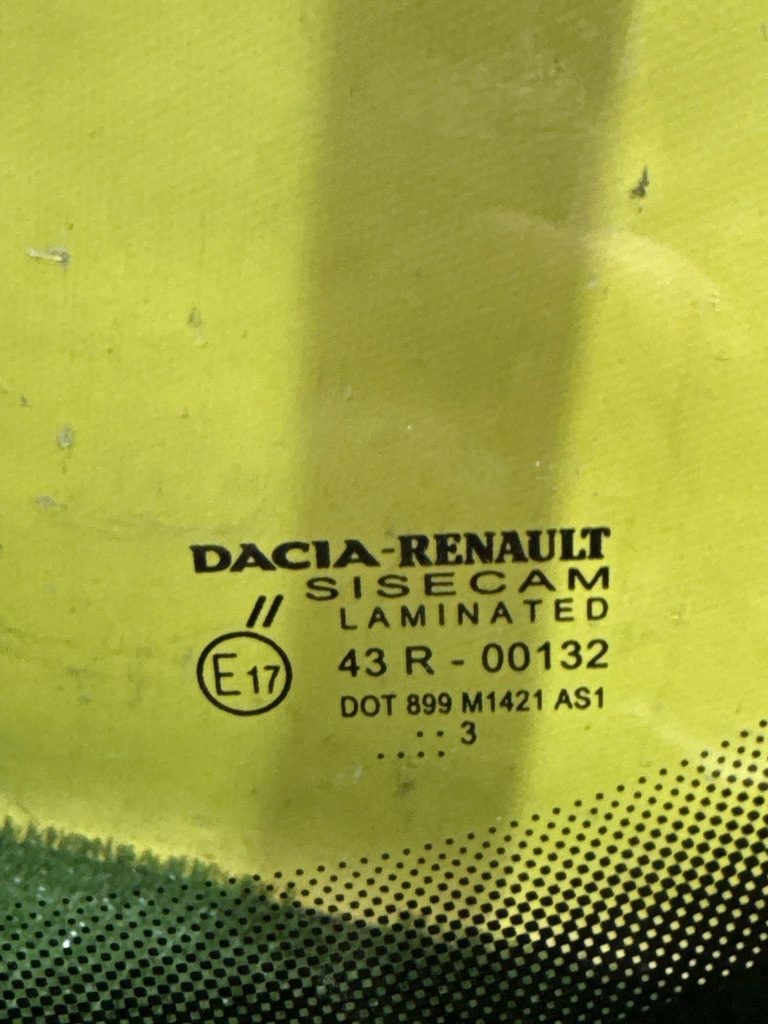 DACIA-RENAULT
SISECAM
// LAMINATED
E17 43 R - 00132
DOT 899 M1421 AS1
.. 3
..::